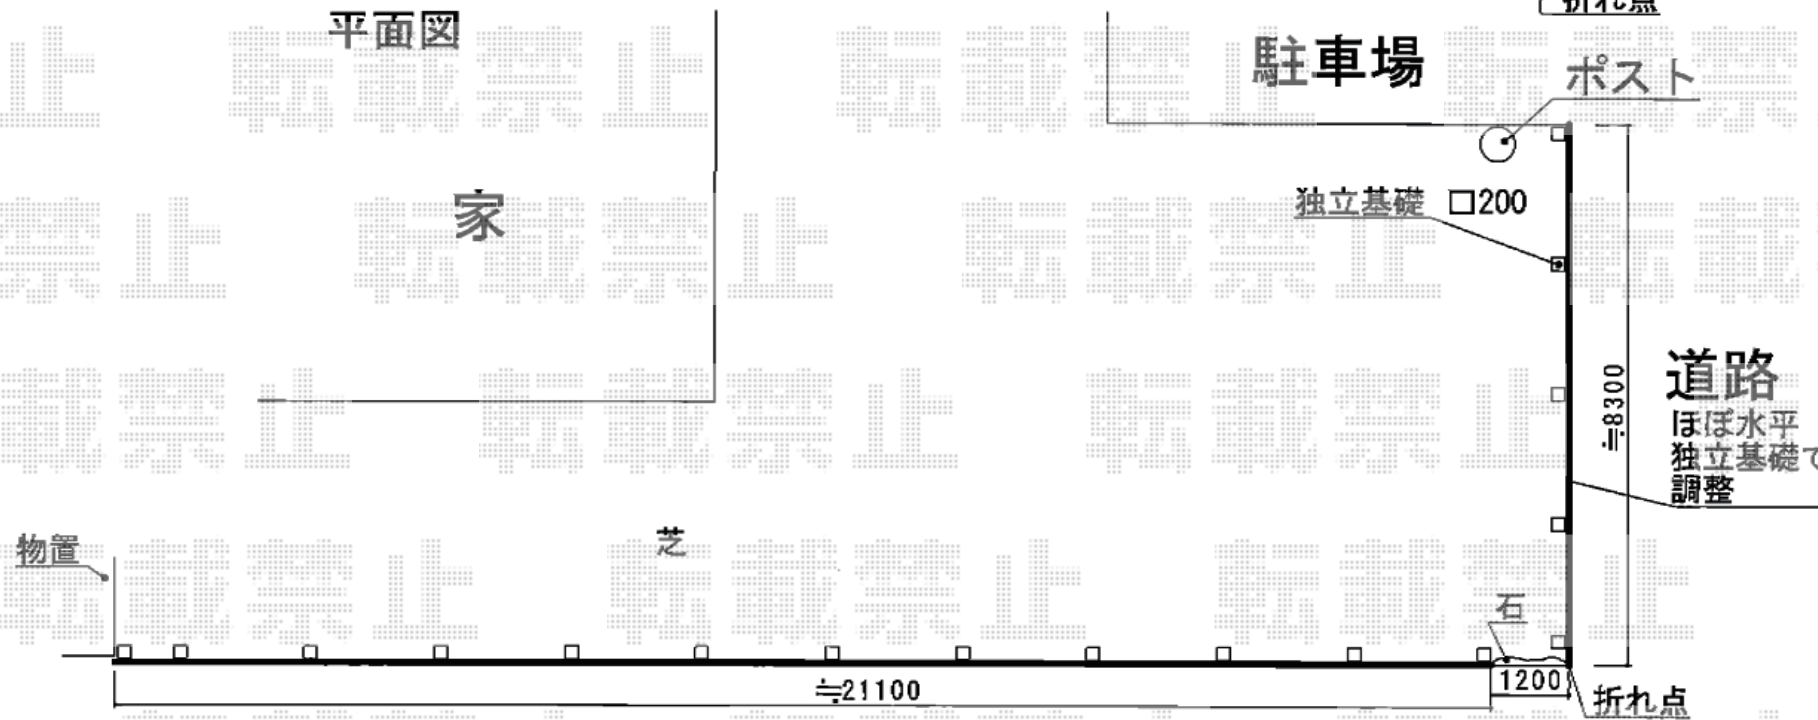 折れ点
平面図
駐車場
ポスト
家
独立基礎 □200
道路
ほぼ水平
独立基礎で
調整
≒8300
芝
物置
石
≒21100
1200
折れ点
転載禁止